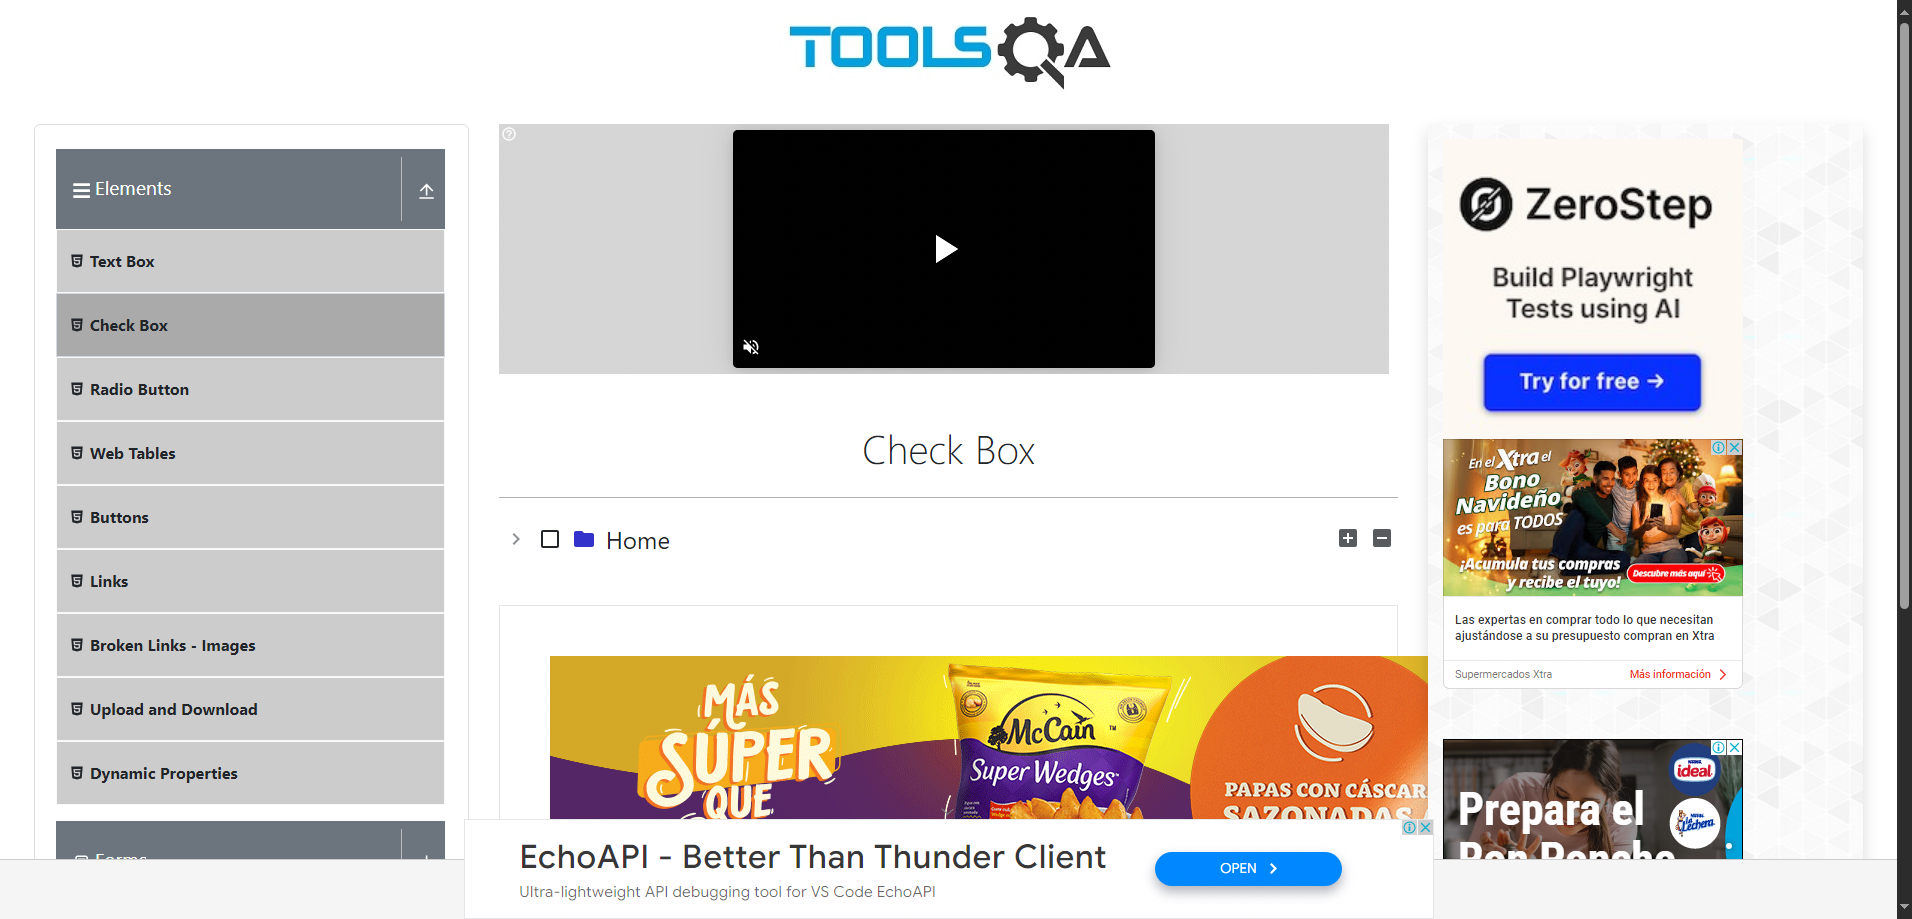 TOOLSQA
Elements
Text Box
Check Box
Radio Button
Web Tables
Buttons
Links
Broken Links - Images
Upload and Download
Dynamic Properties
Forms
Check Box
Home
MÁS
SÚPER
QUE
McCain
Super Wedges
PAPAS CON CÁSCAR
SAZONADAS
EchoAPI - Better Than Thunder Client
Ultra-lightweight API debugging tool for VS Code EchoAPI
OPEN
ZeroStep
Build Playwright
Tests using AI
Try for free →
En el Xtra el
Bono
Navideño
es para TODOS
¡Acumula tus compras
y recibe el tuyo!
Descubre más aquí
Las expertas en comprar todo lo que necesitan
ajustándose a su presupuesto compran en Xtra
Supermercados Xtra
Más información
Nestlé
ideal
La Lechera
Prepara el
Ron Ponche